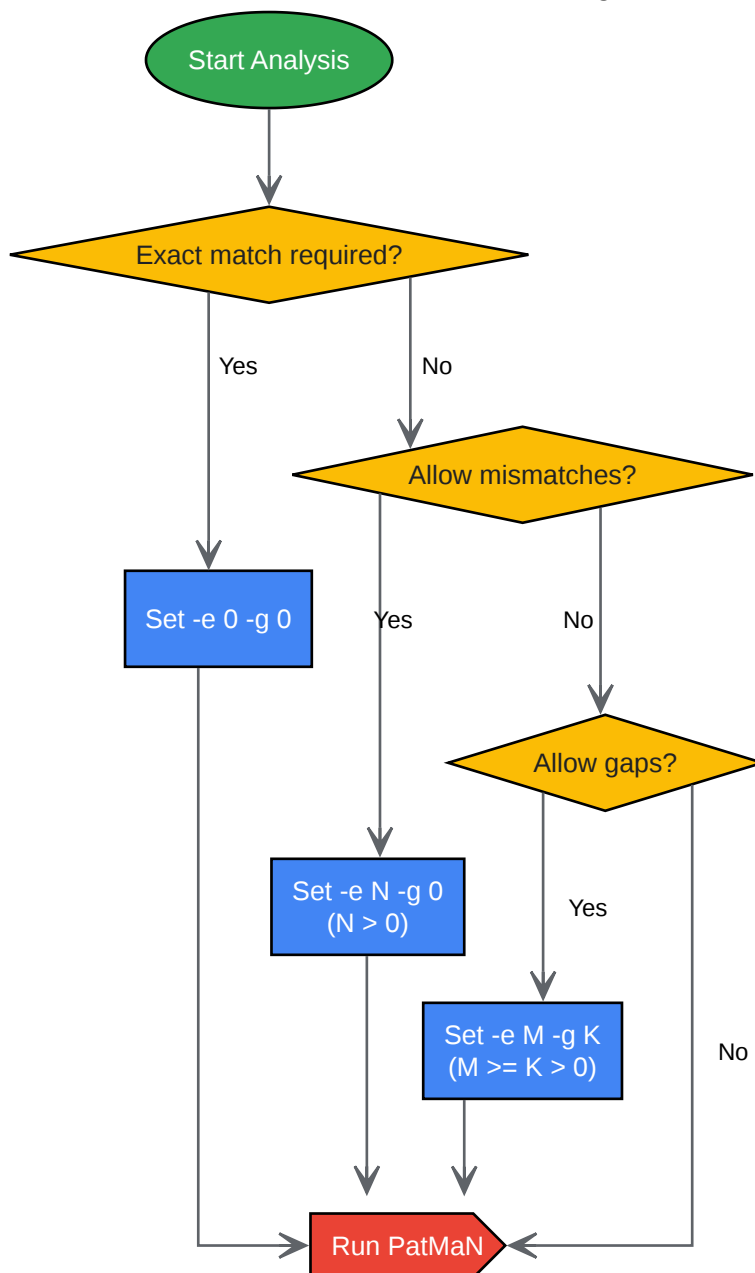 Start Analysis
Exact match required?
Yes
No
Allow mismatches?
Set -e 0 -g 0
Yes
No
Allow gaps?
Set -e N -g 0
(N > 0)
Yes
Set -e M -g K
(M >= K > 0)
No
Run PatMaN